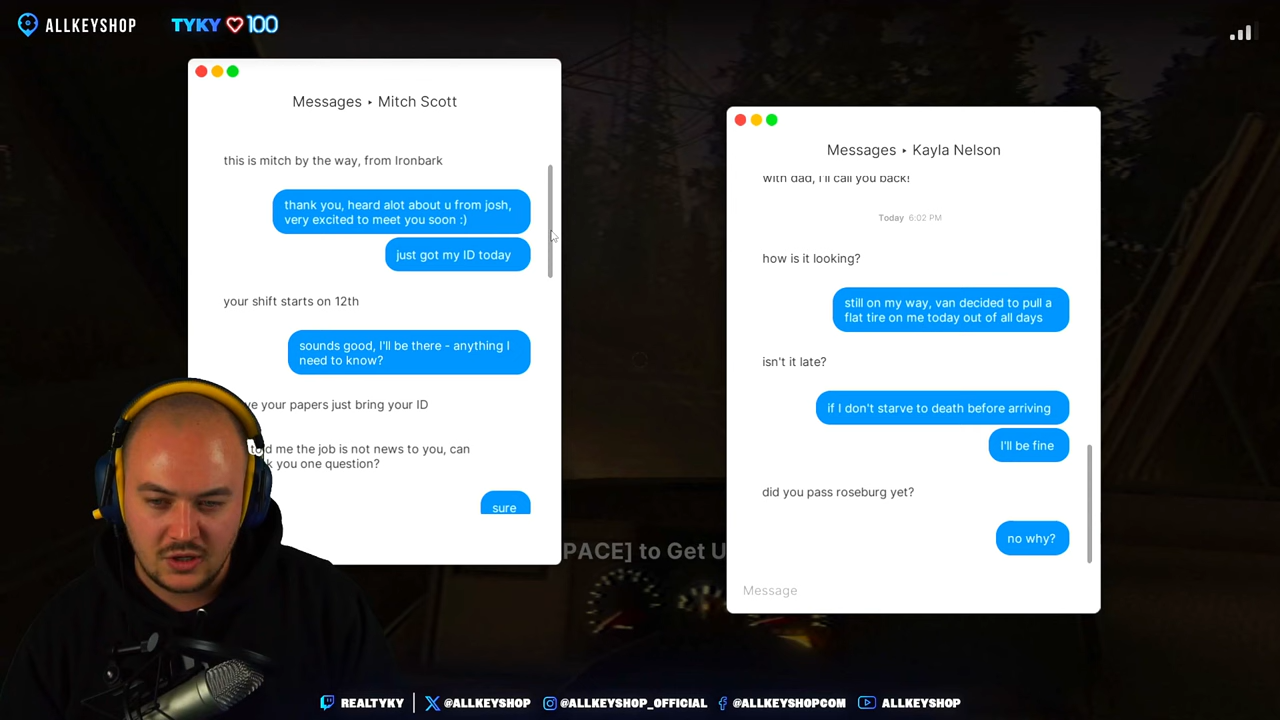 ALLKEYSHOP
TYKY 100
Messages ‣ Mitch Scott
this is mitch by the way, from Ironbark
thank you, heard alot about u from josh,
very excited to meet you soon :)
just got my ID today
your shift starts on 12th
sounds good, I'll be there - anything I
need to know?
your papers just bring your ID
told me the job is not news to you, can
you one question?
sure
Messages ‣ Kayla Nelson
with dad, I'll call you back!
Today 6:02 PM
how is it looking?
still on my way, van decided to pull a
flat tire on me today out of all days
isn't it late?
if I don't starve to death before arriving
I'll be fine
did you pass roseburg yet?
no why?
Message
to Get
REALTYKY
@ALLKEYSHOP
@ALLKEYSHOP_OFFICIAL
@ALLKEYSHOPCOM
ALLKEYSHOP